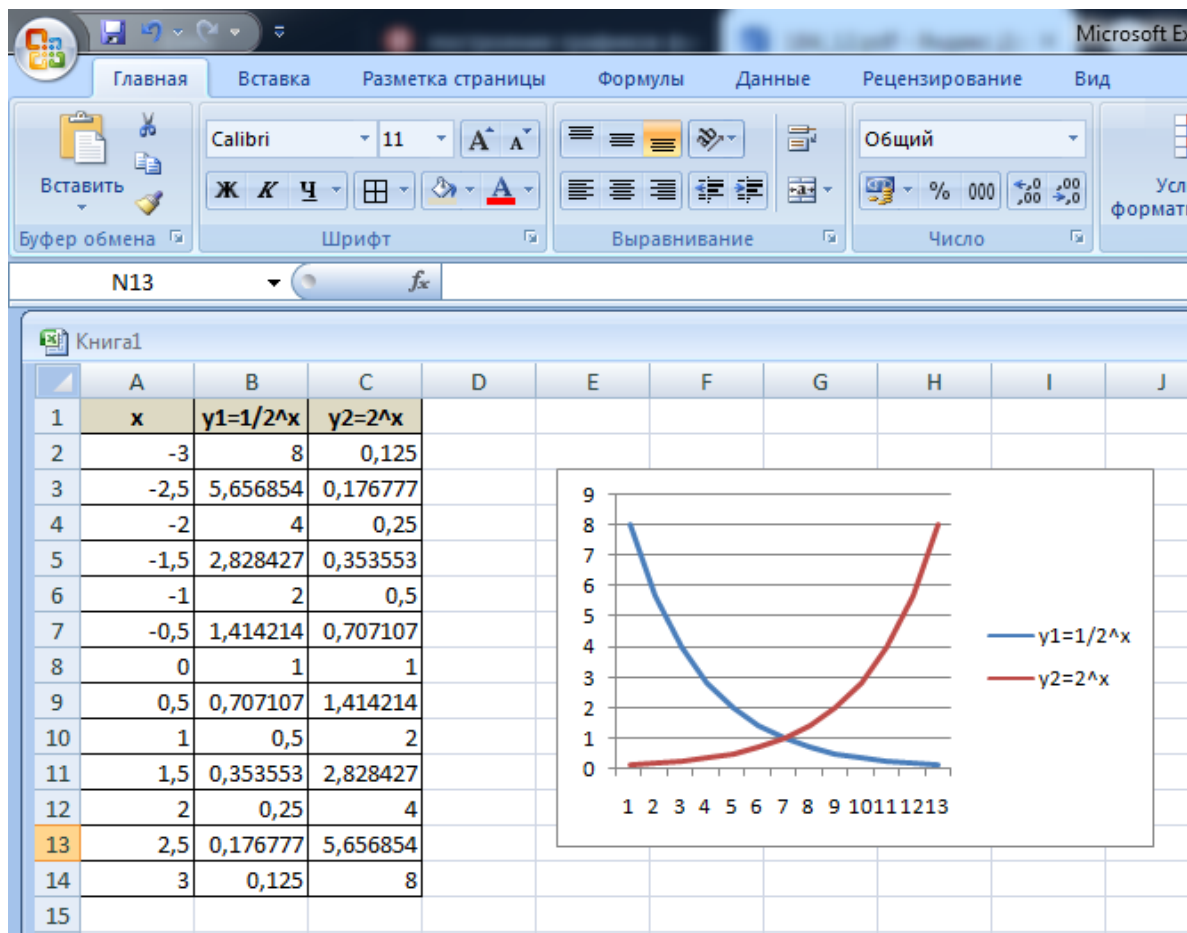 Microsoft Ex
Главная Вставка Разметка страницы Формулы Данные Рецензирование Вид
Calibri 11 A A Общий
Вставить Ж К Ч A % 000 ,0 ,00 ,00 ,0 Усл
формати
Буфер обмена Шрифт Выравнивание Число
N13 fx
Книга1
A B C D E F G H I J
1 x y1=1/2^x y2=2^x
2 -3 8 0,125
3 -2,5 5,656854 0,176777
4 -2 4 0,25
5 -1,5 2,828427 0,353553
6 -1 2 0,5
7 -0,5 1,414214 0,707107
8 0 1 1
9 0,5 0,707107 1,414214
10 1 0,5 2
11 1,5 0,353553 2,828427
12 2 0,25 4
13 2,5 0,176777 5,656854
14 3 0,125 8
15
9
8
7
6
5
4
3
2
1
0
1 2 3 4 5 6 7 8 9 10 11 12 13
y1=1/2^x
y2=2^x